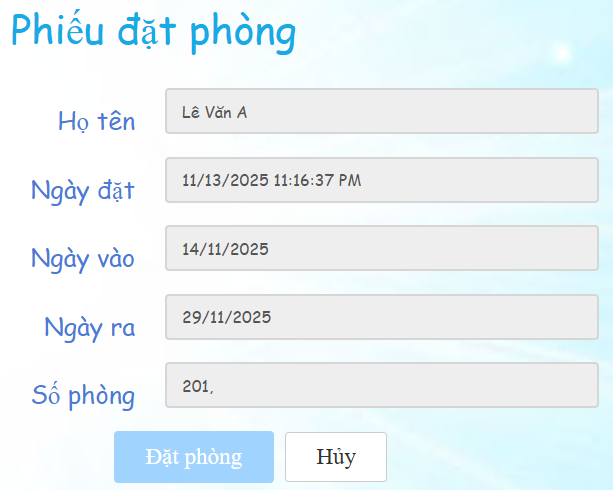 Phiếu đặt phòng
Họ tên Lê Văn A
Ngày đặt 11/13/2025 11:16:37 PM
Ngày vào 14/11/2025
Ngày ra 29/11/2025
Số phòng 201,
Đặt phòng Hủy